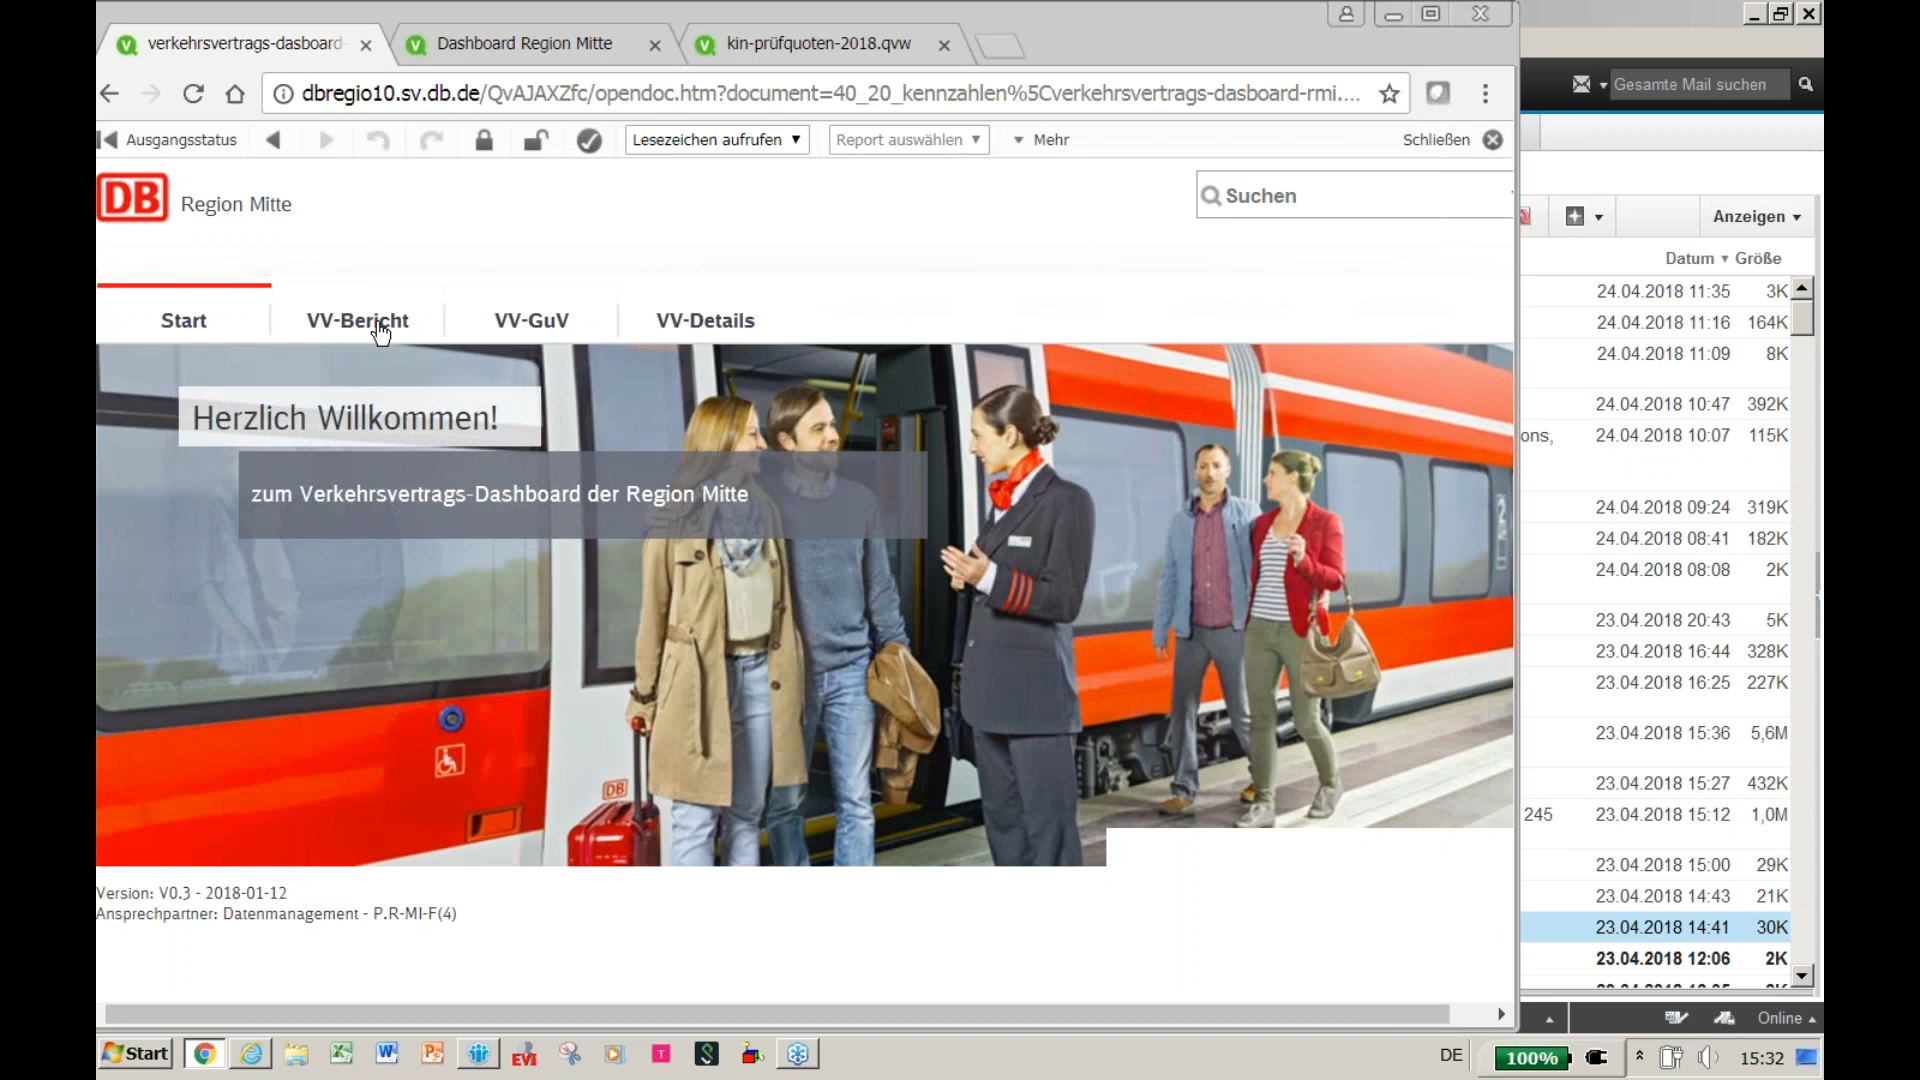 verkehrsvertrags-dasboard
Dashboard Region Mitte
kin-prüfquoten-2018.qvw
dbregio10.sv.db.de/QvAJAXZfc/opendoc.htm?document=40_20_kennzahlen%5Cverkehrsvertrags-dasboard-rmi....
Gesamte Mail suchen
Ausgangsstatus
Lesezeichen aufrufen
Report auswählen
Mehr
Schließen
DB
Region Mitte
Suchen
Anzeigen
Datum Größe
Start
VV-Bericht
VV-GuV
VV-Details
Herzlich Willkommen!
zum Verkehrsvertrags-Dashboard der Region Mitte
DB
24.04.2018 11:35 3K
24.04.2018 11:16 164K
24.04.2018 11:09 8K
24.04.2018 10:47 392K
ons, 24.04.2018 10:07 115K
24.04.2018 09:24 319K
24.04.2018 08:41 182K
24.04.2018 08:08 2K
23.04.2018 20:43 5K
23.04.2018 16:44 328K
23.04.2018 16:25 227K
23.04.2018 15:36 5,6M
23.04.2018 15:27 432K
245 23.04.2018 15:12 1,0M
23.04.2018 15:00 29K
23.04.2018 14:43 21K
23.04.2018 14:41 30K
23.04.2018 12:06 2K
Version: V0.3 - 2018-01-12
Ansprechpartner: Datenmanagement - P.R-MI-F(4)
Online
Start
EVI
DE
100%
15:32